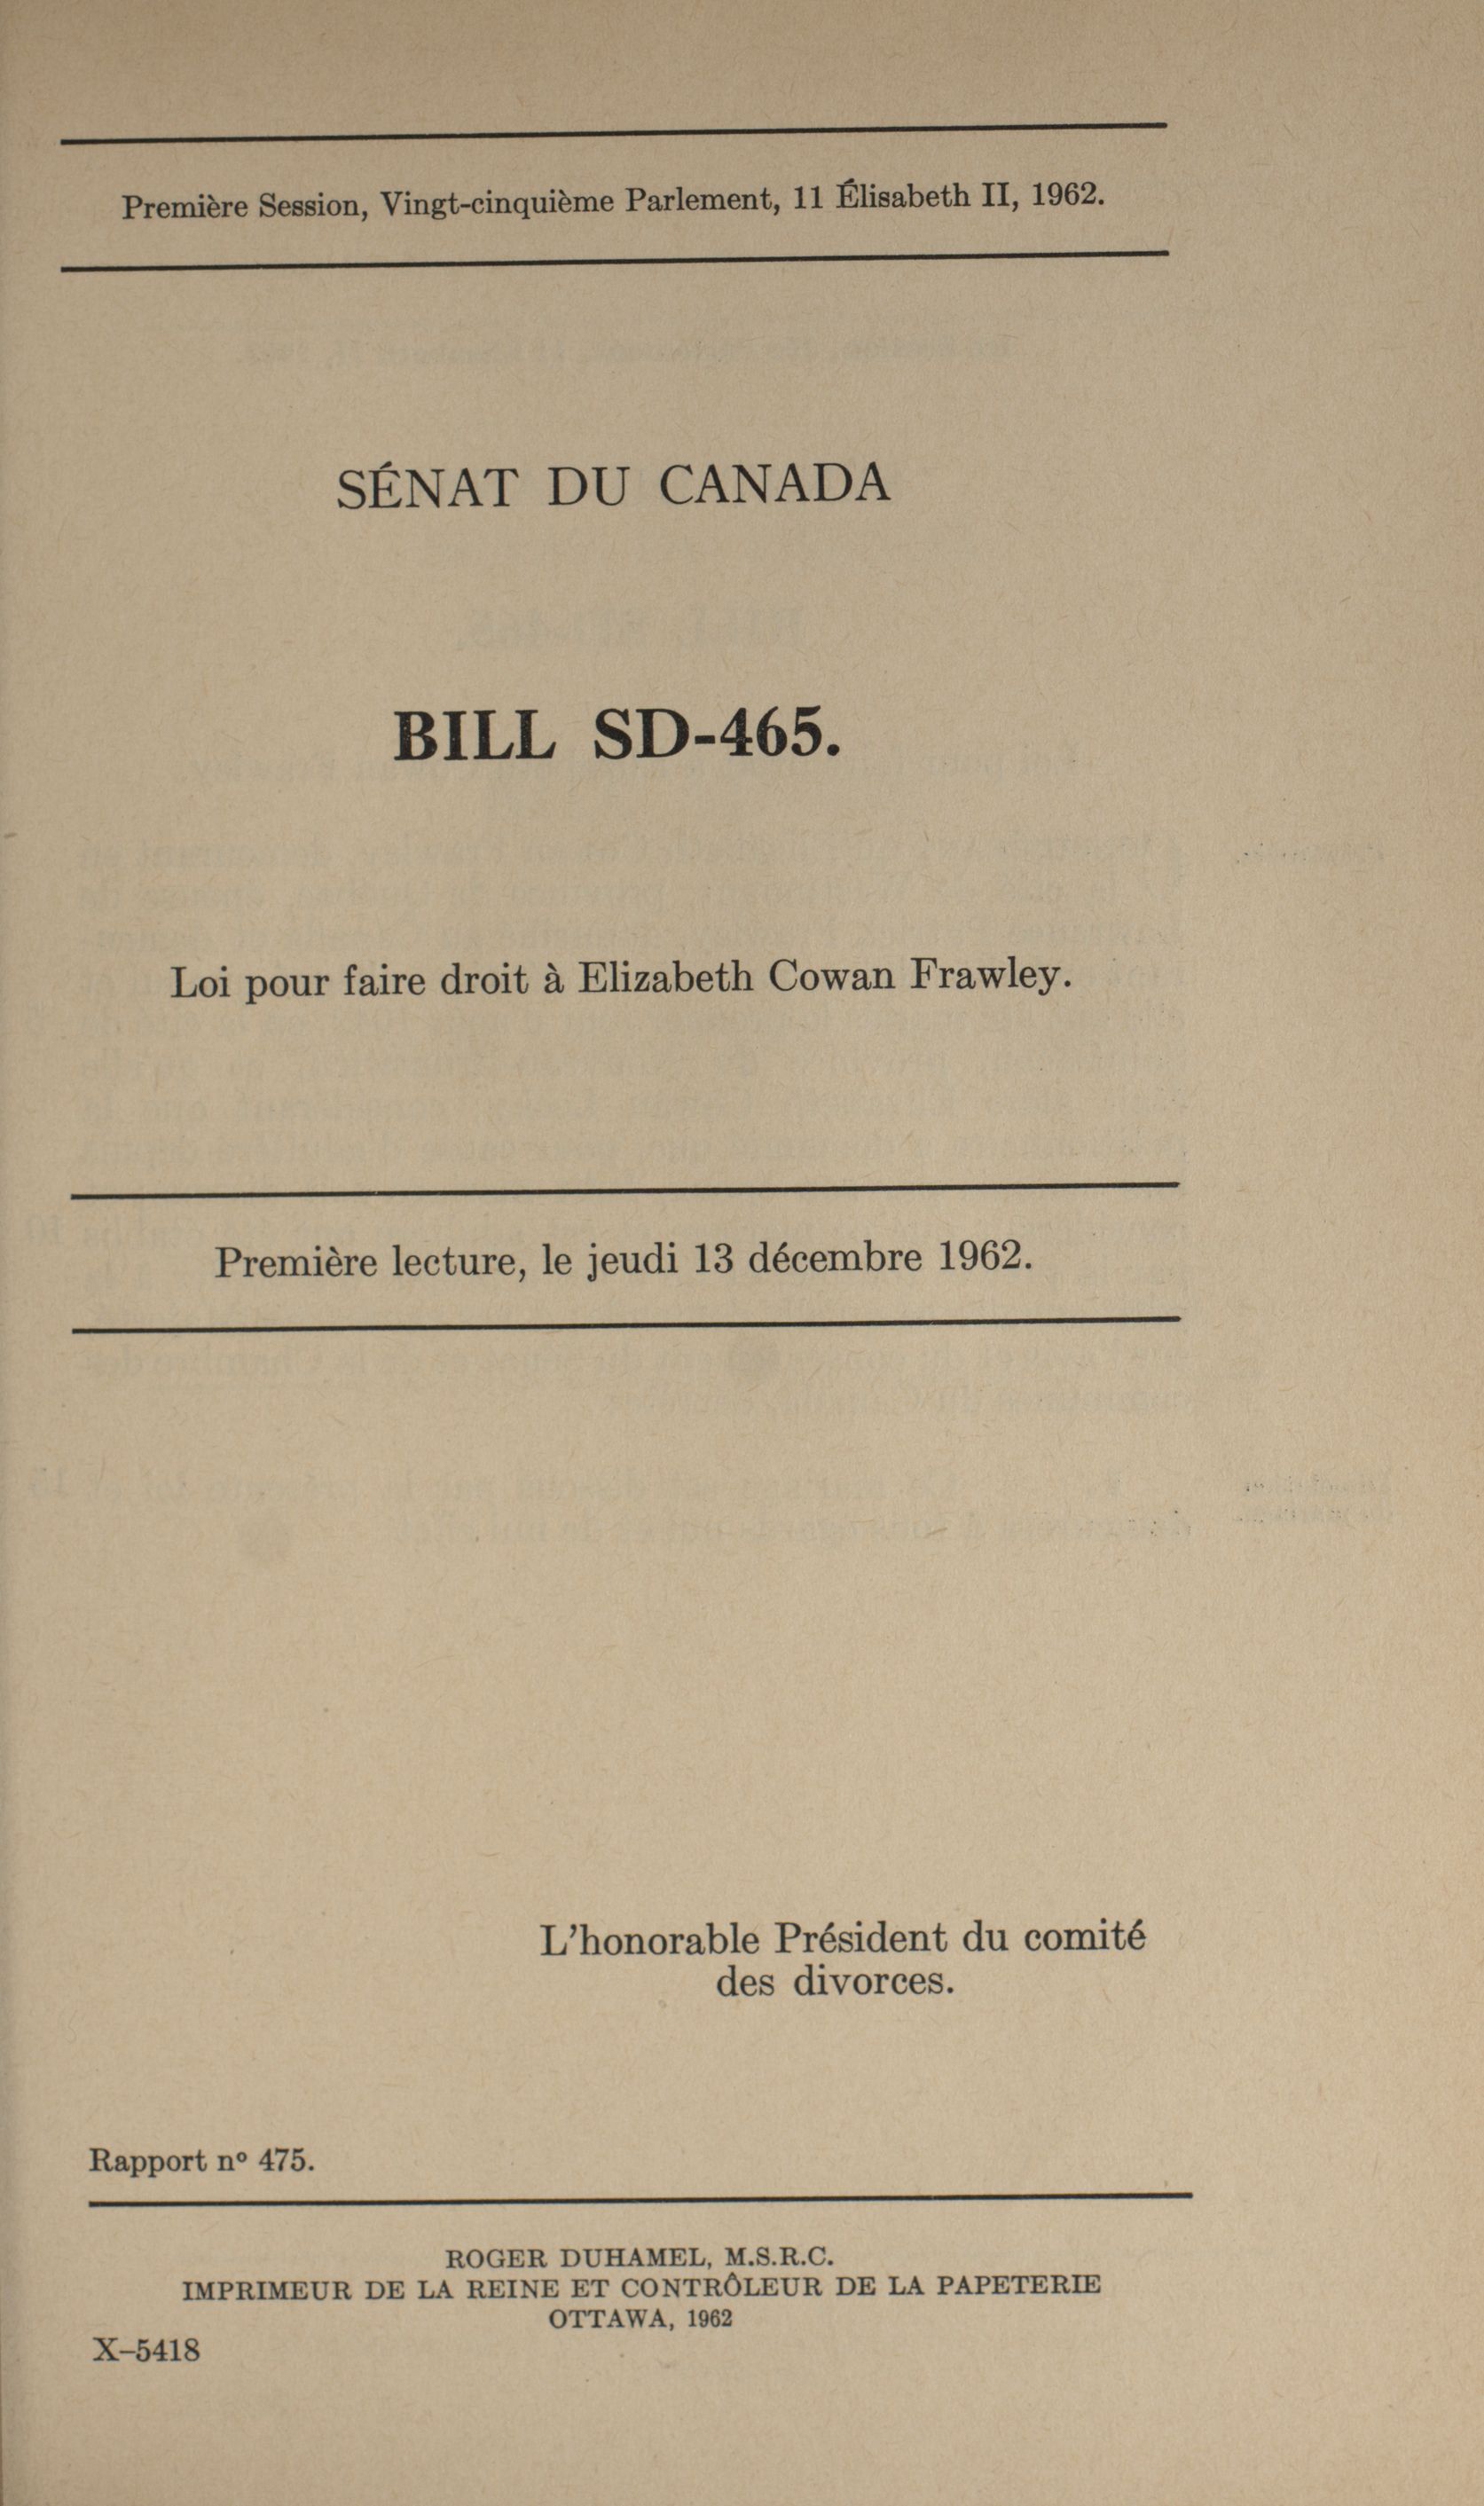 Première Session, Vingt-cinquième Parlement, 11 Élisabeth II, 1962.
SÉNAT DU CANADA
BILL SD-465.
Loi pour faire droit à Elizabeth Cowan Frawley.
Première lecture, le jeudi 13 décembre 1962.
L'honorable Président du comité
des divorces.
Rapport nº 475.
ROGER DUHAMEL, M.S.R.C.
IMPRIMEUR DE LA REINE ET CONTRÔLEUR DE LA PAPETERIE
OTTAWA, 1962
X–5418